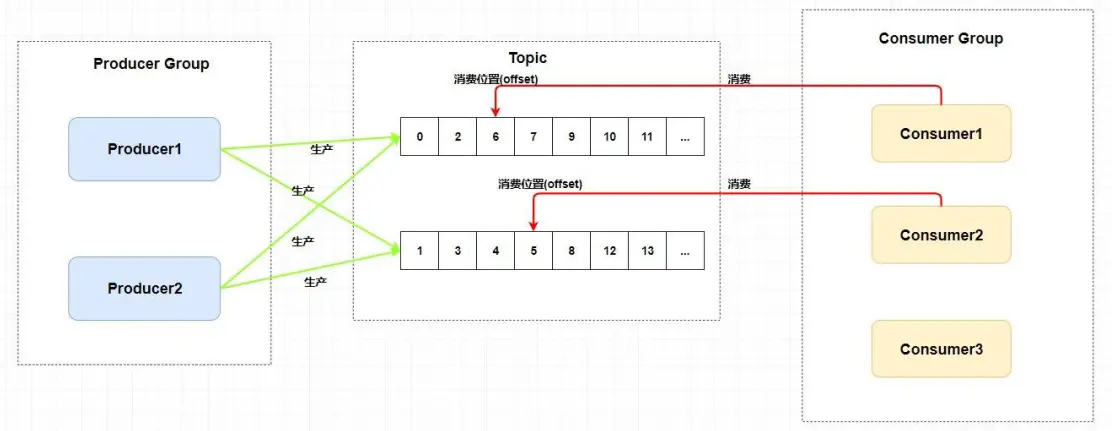 Producer Group
Producer1
Producer2
生产
生产
生产
生产
Topic
消费位置(offset)
0 2 6 7 9 10 11 ...
消费位置(offset)
1 3 4 5 8 12 13 ...
消费
消费
Consumer Group
Consumer1
Consumer2
Consumer3